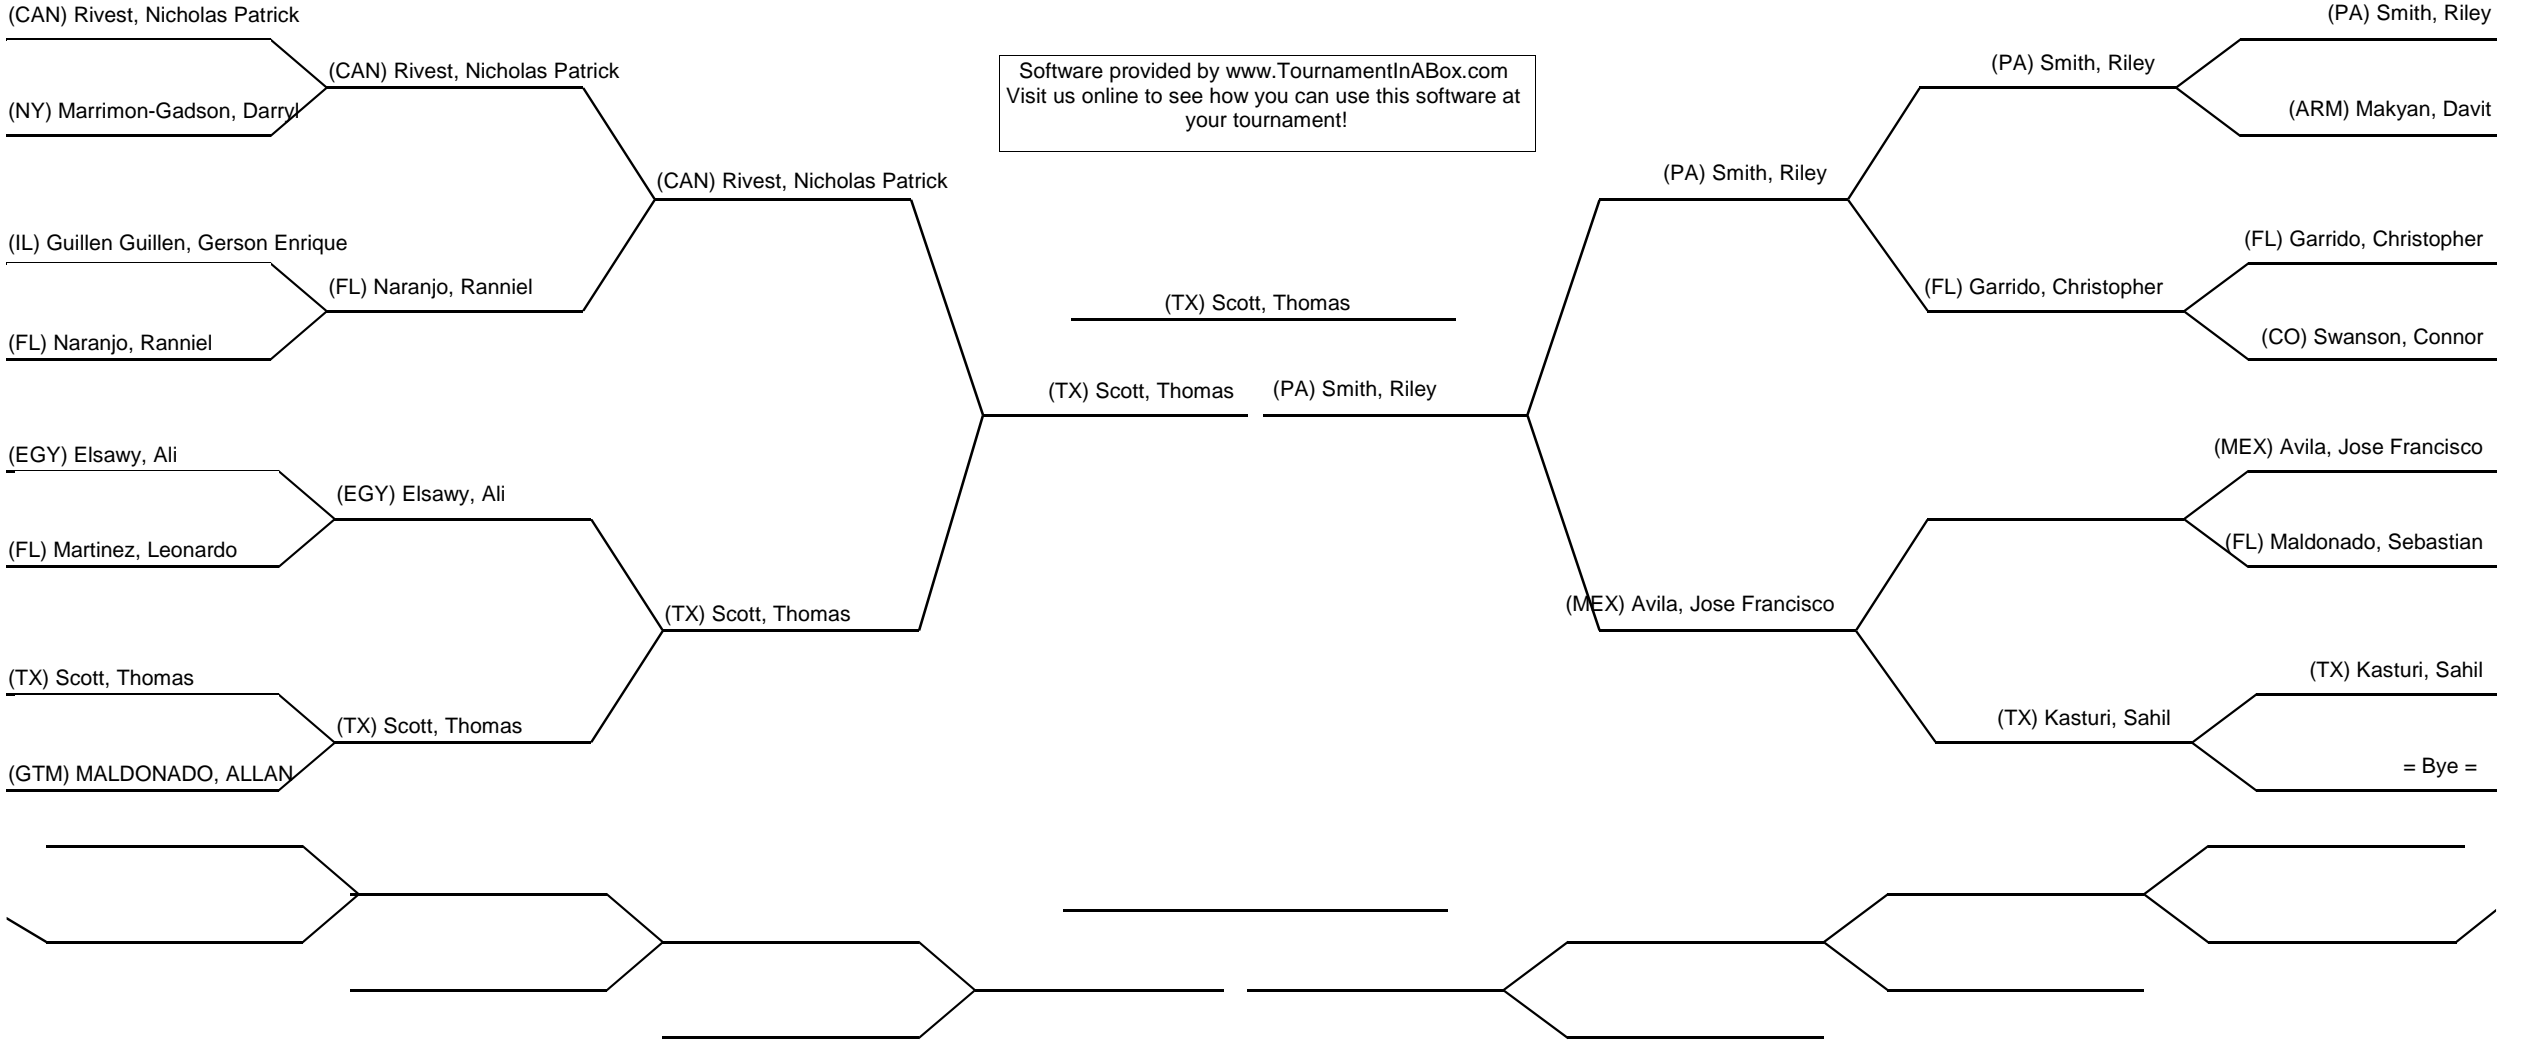 (CAN) Rivest, Nicholas Patrick
(NY) Marrimon-Gadson, Darryl
(IL) Guillen Guillen, Gerson Enrique
(FL) Naranjo, Ranniel
(EGY) Elsawy, Ali
(FL) Martinez, Leonardo
(TX) Scott, Thomas
(GTM) MALDONADO, ALLAN
(CAN) Rivest, Nicholas Patrick
(FL) Naranjo, Ranniel
(EGY) Elsawy, Ali
(TX) Scott, Thomas
(CAN) Rivest, Nicholas Patrick
(TX) Scott, Thomas
Software provided by www.TournamentInABox.com
Visit us online to see how you can use this software at
your tournament!
(TX) Scott, Thomas
(TX) Scott, Thomas
(PA) Smith, Riley
(PA) Smith, Riley
(MEX) Avila, Jose Francisco
(PA) Smith, Riley
(FL) Garrido, Christopher
(TX) Kasturi, Sahil
(PA) Smith, Riley
(ARM) Makyan, Davit
(FL) Garrido, Christopher
(CO) Swanson, Connor
(MEX) Avila, Jose Francisco
(FL) Maldonado, Sebastian
(TX) Kasturi, Sahil
= Bye =